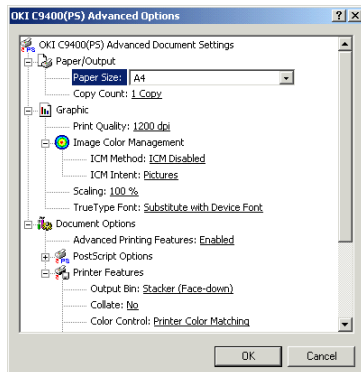 OKI C9400(PS) Advanced Options
OKI C9400(PS) Advanced Document Settings
Paper/Output
Paper Size: A4
Copy Count: 1 Copy
Graphic
Print Quality: 1200 dpi
Image Color Management
ICM Method: ICM Disabled
ICM Intent: Pictures
Scaling: 100 %
TrueType Font: Substitute with Device Font
Document Options
Advanced Printing Features: Enabled
PostScript Options
Printer Features
Output Bin: Stacker (Face-down)
Collate: No
Color Control: Printer Color Matching
OK Cancel